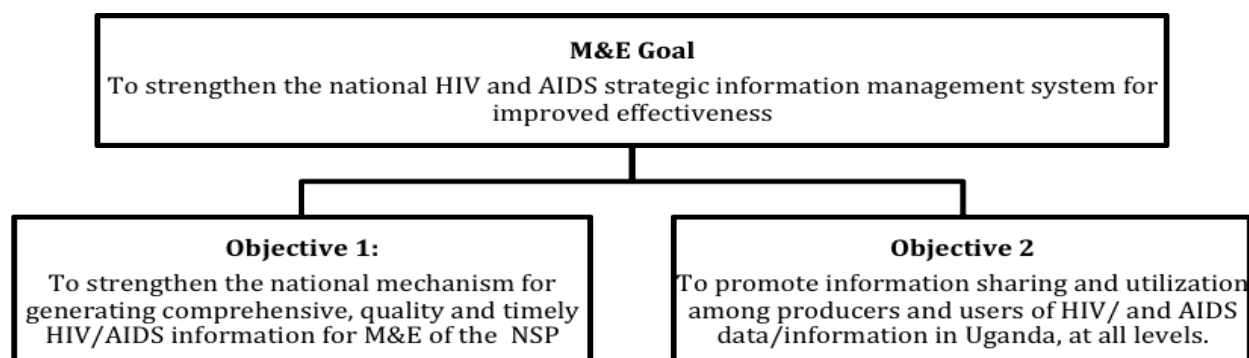 M&E Goal
To strengthen the national HIV and AIDS strategic information management system for
improved effectiveness
Objective 1:
To strengthen the national mechanism for
generating comprehensive, quality and timely
HIV/AIDS information for M&E of the  NSP
Objective 2
To promote information sharing and utilization
among producers and users of HIV/ and AIDS
data/information in Uganda, at all levels.